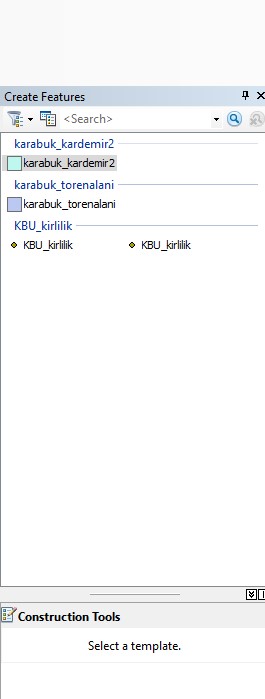 Create Features
<Search>
karabuk_kardemir2
karabuk_kardemir2
karabuk_torenalani
karabuk_torenalani
KBU_kirlilik
KBU_kirlilik KBU_kirlilik
Construction Tools
Select a template.